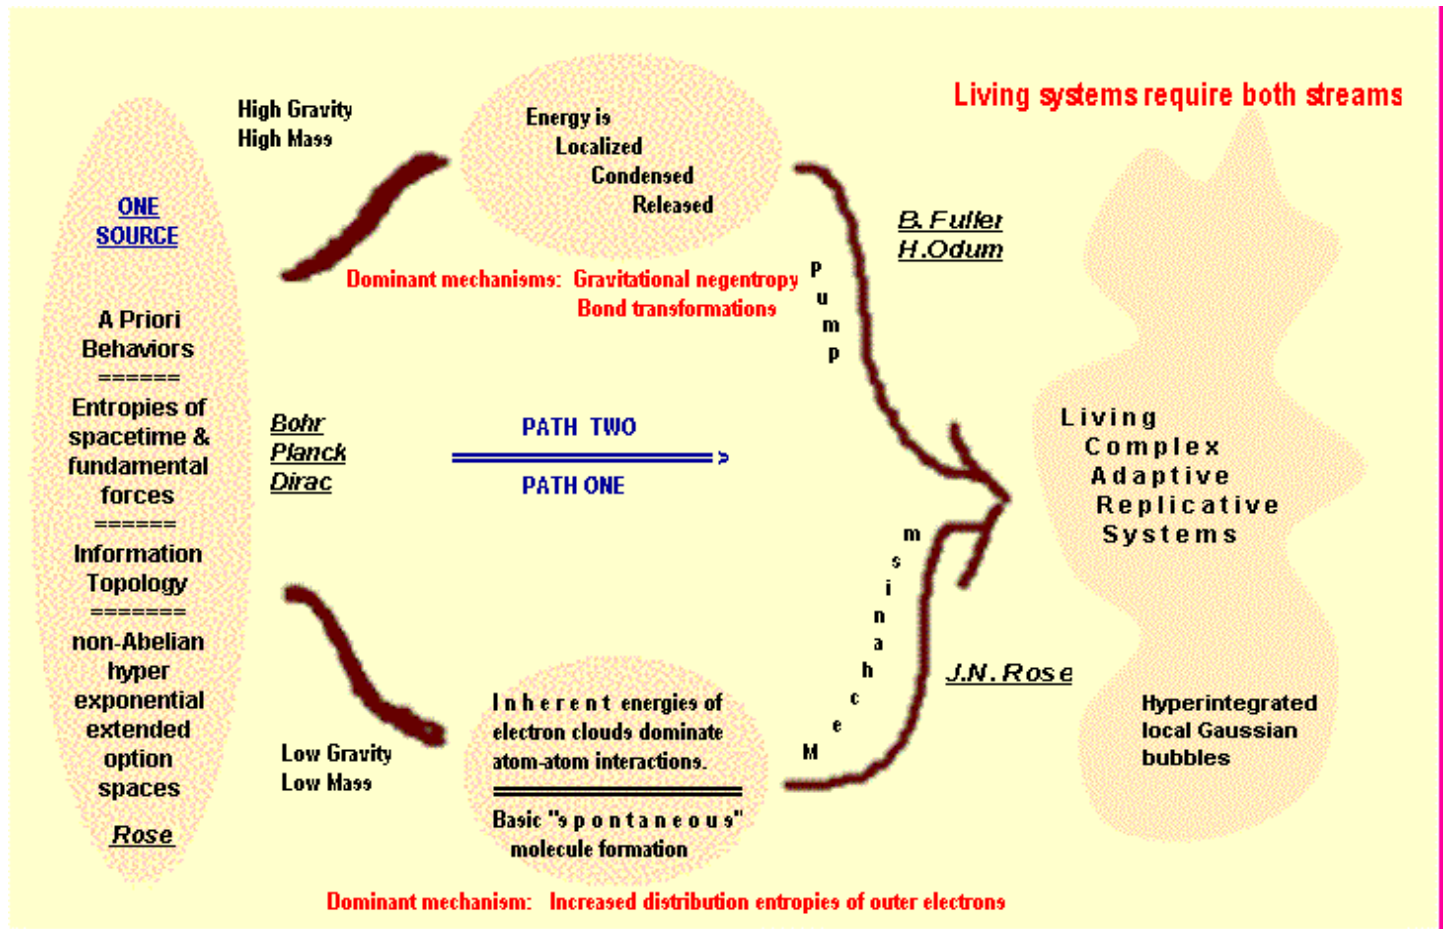 Living systems require both streams
High Gravity
High Mass
Energy is
Localized
Condensed
Released
ONE
SOURCE
A Priori
Behaviors
======
Entropies of
spacetime &
fundamental
forces
======
Information
Topology
=======
non-Abelian
hyper
exponential
extended
option
spaces
Rose
B. Fuller
H.Odum
Dominant mechanisms: Gravitational negentropy
Bond transformations
Pump
Bohr
Planck
Dirac
PATH TWO
PATH ONE
Living
Complex
Adaptive
Replicative
Systems
Mechanism
J.N. Rose
Low Gravity
Low Mass
Inherent energies of
electron clouds dominate
atom-atom interactions.
Basic "spontaneous"
molecule formation
Hyperintegrated
local Gaussian
bubbles
Dominant mechanism: Increased distribution entropies of outer electrons